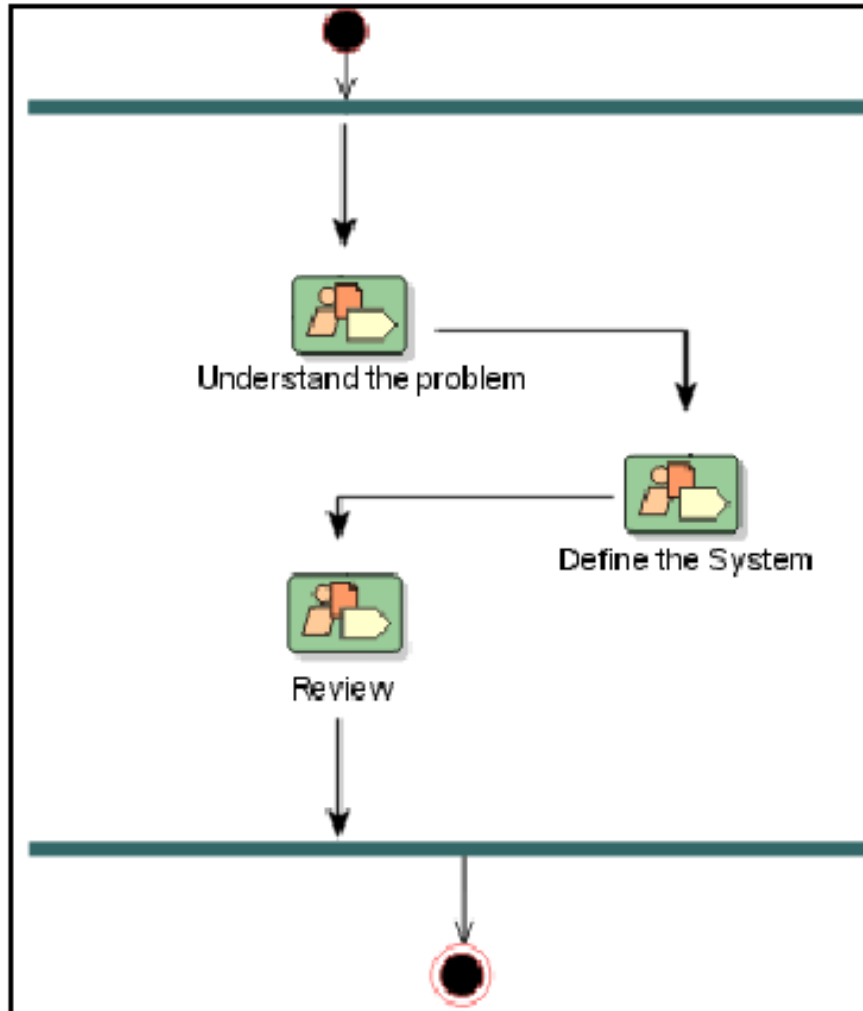 Understand the problem
Define the System
Review